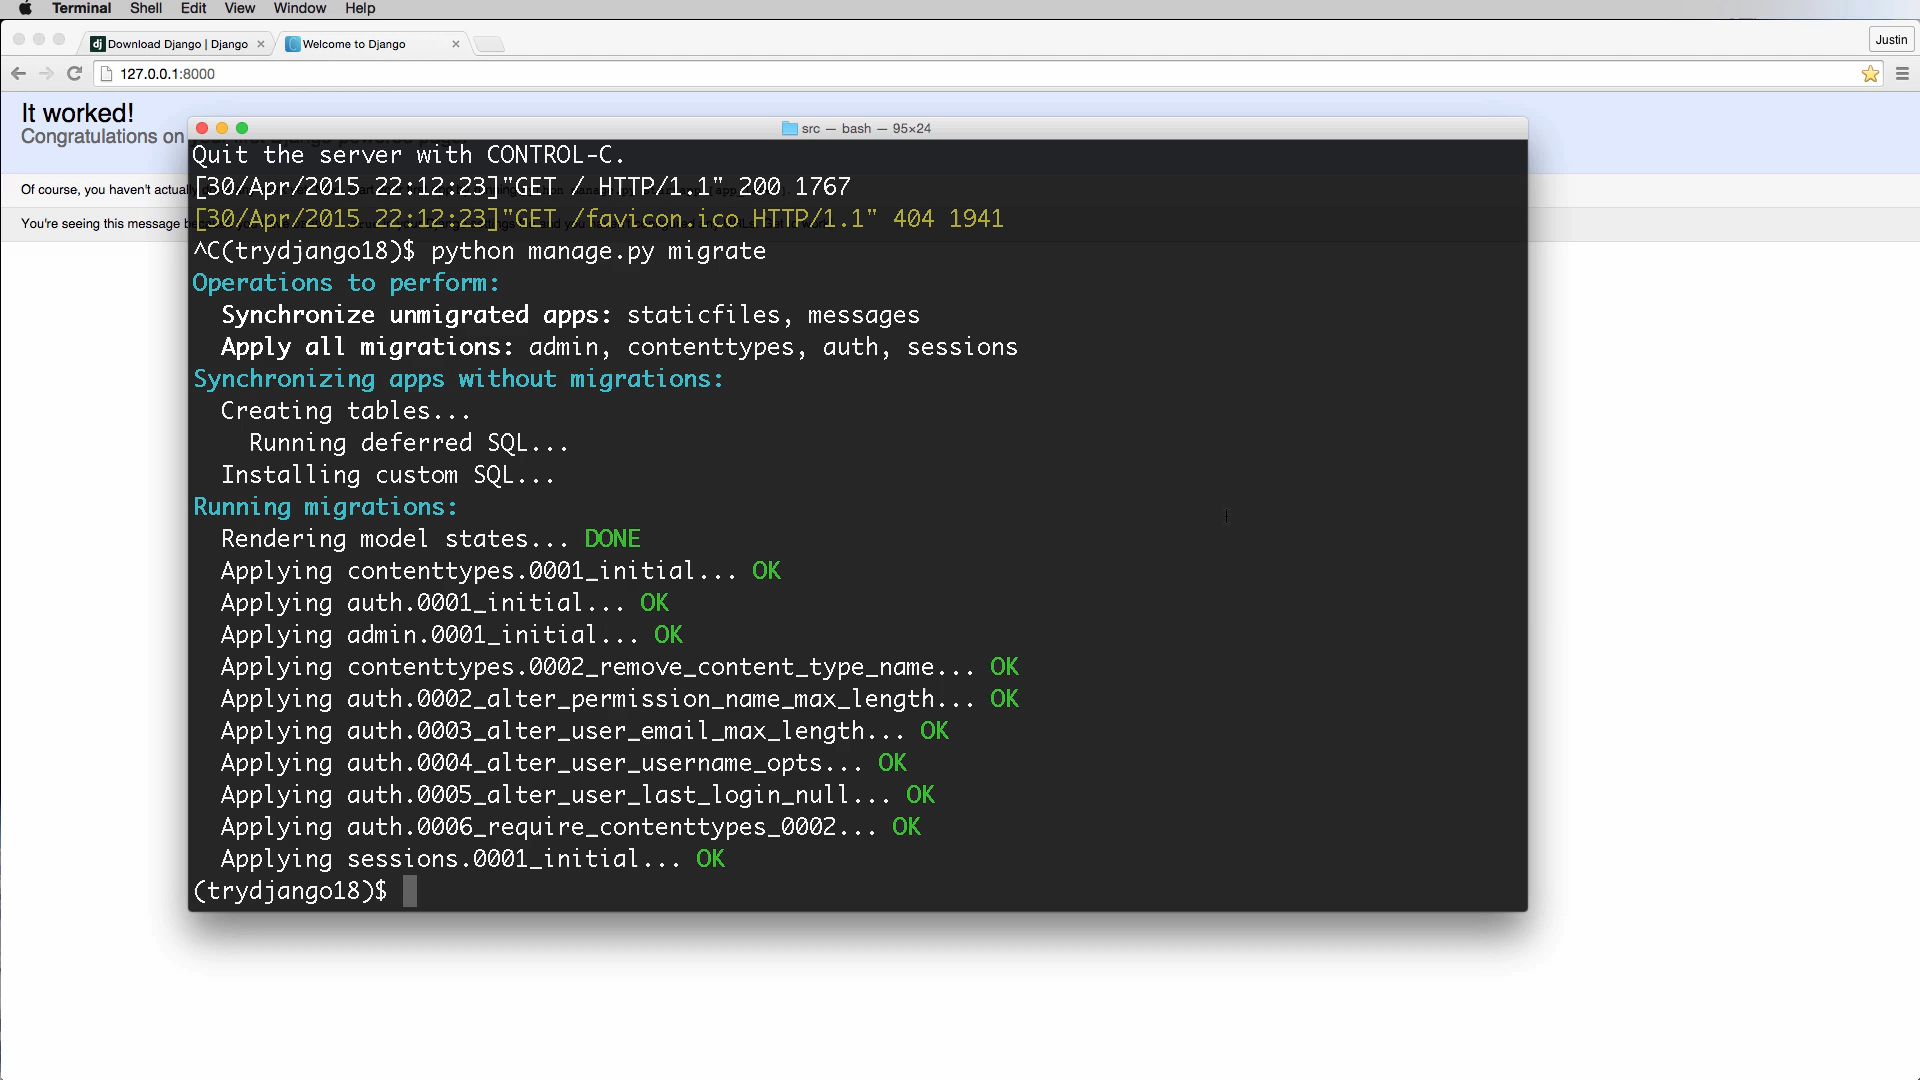 Terminal Shell Edit View Window Help
Download Django | Django
Welcome to Django
Justin
127.0.0.1:8000
It worked!
Congratulations on
Of course, you haven't actually
You're seeing this message
src — bash — 95×24
Quit the server with CONTROL-C.
[30/Apr/2015 22:12:23]"GET / HTTP/1.1" 200 1767
[30/Apr/2015 22:12:23]"GET /favicon.ico HTTP/1.1" 404 1941
^C(trydjango18)$ python manage.py migrate
Operations to perform:
Synchronize unmigrated apps: staticfiles, messages
Apply all migrations: admin, contenttypes, auth, sessions
Synchronizing apps without migrations:
Creating tables...
Running deferred SQL...
Installing custom SQL...
Running migrations:
Rendering model states... DONE
Applying contenttypes.0001_initial... OK
Applying auth.0001_initial... OK
Applying admin.0001_initial... OK
Applying contenttypes.0002_remove_content_type_name... OK
Applying auth.0002_alter_permission_name_max_length... OK
Applying auth.0003_alter_user_email_max_length... OK
Applying auth.0004_alter_user_username_opts... OK
Applying auth.0005_alter_user_last_login_null... OK
Applying auth.0006_require_contenttypes_0002... OK
Applying sessions.0001_initial... OK
(trydjango18)$